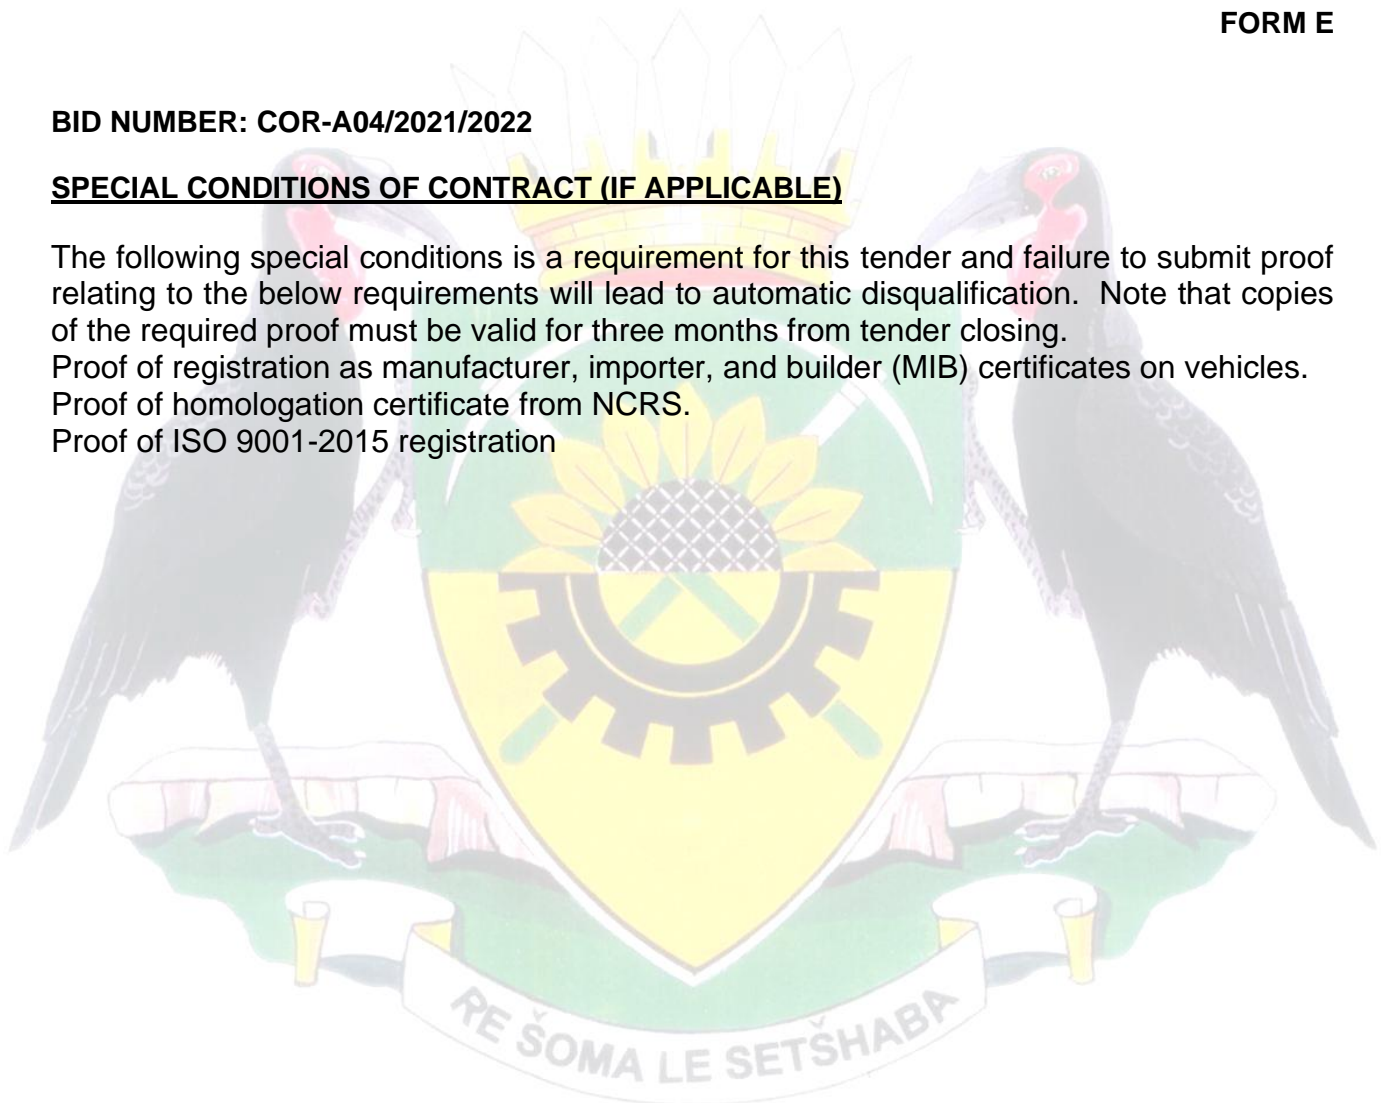 FORM E
BID NUMBER: COR-A04/2021/2022
SPECIAL CONDITIONS OF CONTRACT (IF APPLICABLE)
The following special conditions is a requirement for this tender and failure to submit proof
relating to the below requirements will lead to automatic disqualification.  Note that copies
of the required proof must be valid for three months from tender closing.
Proof of registration as manufacturer, importer, and builder (MIB) certificates on vehicles.
Proof of homologation certificate from NCRS.
Proof of ISO 9001-2015 registration
RE ŠOMA LE SETŠHABA